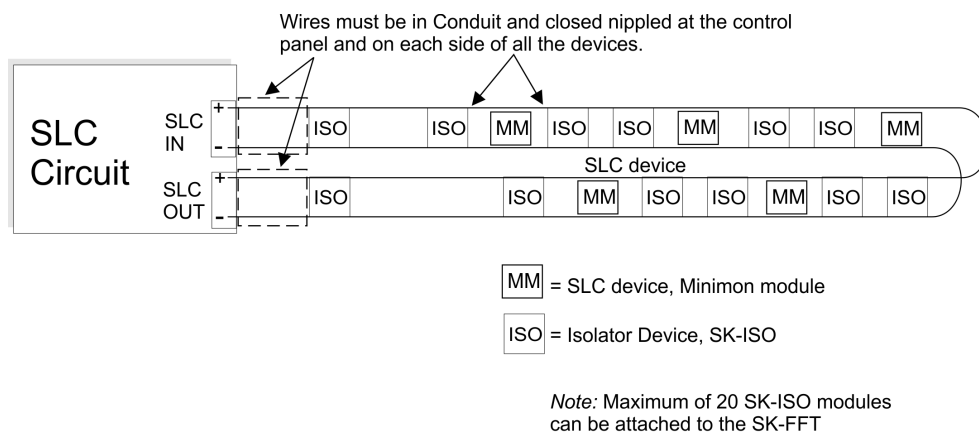 Wires must be in Conduit and closed nippled at the control
panel and on each side of all the devices.
SLC
Circuit
SLC
IN
+
-
ISO
ISO
MM
ISO
ISO
MM
ISO
ISO
MM
SLC device
SLC
OUT
+
-
ISO
ISO
MM
ISO
ISO
MM
ISO
ISO
MM = SLC device, Minimon module
ISO = Isolator Device, SK-ISO
Note: Maximum of 20 SK-ISO modules
can be attached to the SK-FFT